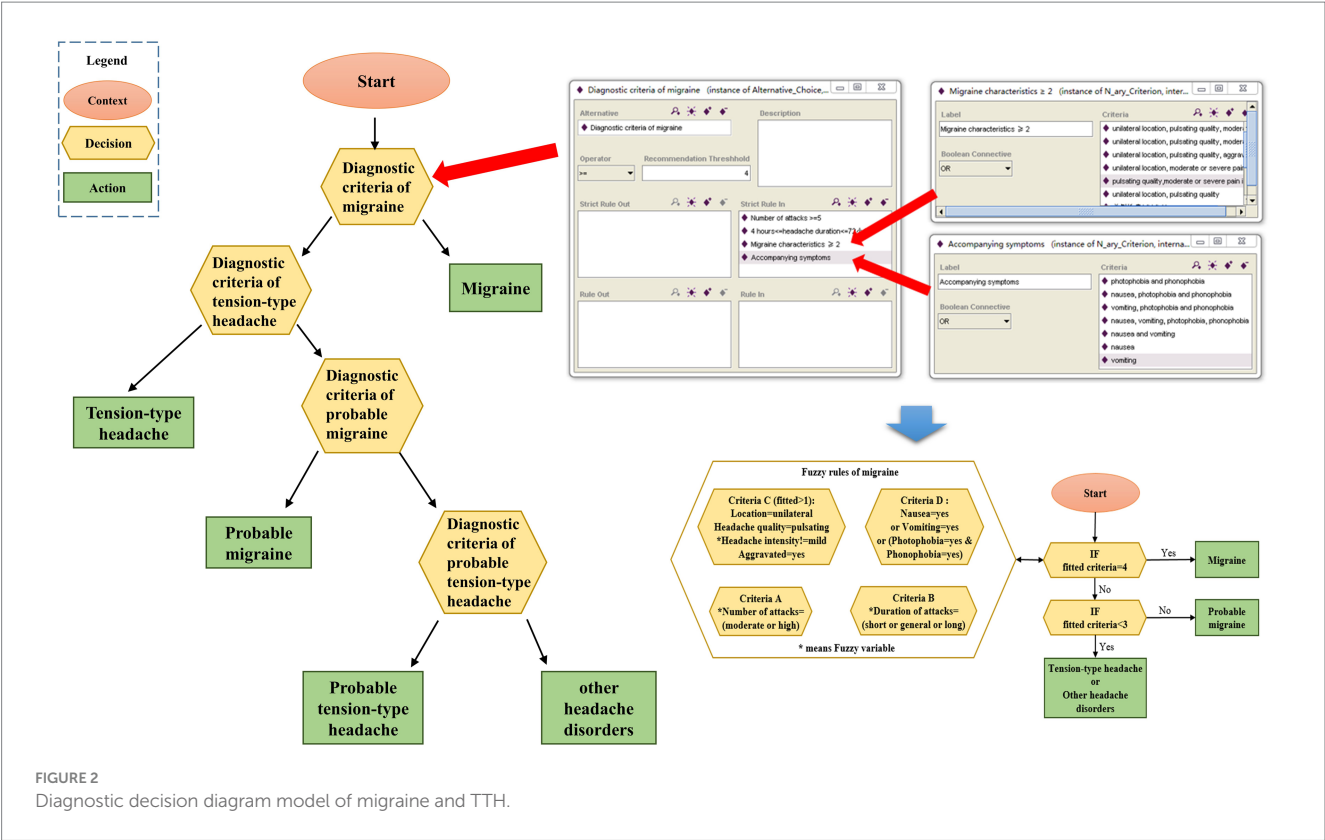 Legend
Context
Decision
Action
Start
Diagnostic
criteria of
migraine
Diagnostic
criteria of
tension-type
headache
Migraine
Diagnostic
criteria of
probable
migraine
Tension-type
headache
Probable
migraine
Diagnostic
criteria of
probable
tension-type
headache
Probable
tension-type
headache
other
headache
disorders
Diagnostic criteria of migraine (instance of Alternative_Choice,...
Alternative
Diagnostic criteria of migraine
Description
Operator
>=
Recommendation Threshhold
4
Strict Rule Out
Strict Rule In
Number of attacks >=5
4 hours<=headache duration<=72
Migraine characteristics ≥ 2
Accompanying symptoms
Rule Out
Rule In
Migraine characteristics ≥ 2 (instance of N_ary_Criterion, inter...
Label
Migraine characteristics ≥ 2
Boolean Connective
OR
Criteria
unilateral location, pulsating quality, moder
unilateral location, pulsating quality, moder
unilateral location, pulsating quality, aggrav
unilateral location, moderate or severe pain
pulsating quality,moderate or severe pain i
unilateral location, pulsating quality
Accompanying symptoms (instance of N_ary_Criterion, interna...
Label
Accompanying symptoms
Boolean Connective
OR
Criteria
photophobia and phonophobia
nausea, photophobia and phonophobia
vomiting, photophobia and phonophobia
nausea, vomiting, photophobia, phonophobia
nausea and vomiting
nausea
vomiting
Fuzzy rules of migraine
Criteria C (fitted>1):
Location=unilateral
Headache quality=pulsating
*Headache intensity!=mild
Aggravated=yes
Criteria D :
Nausea=yes
or Vomiting=yes
or (Photophobia=yes &
Phonophobia=yes)
Criteria A
*Number of attacks=
(moderate or high)
Criteria B
*Duration of attacks=
(short or general or long)
* means Fuzzy variable
Start
IF
fitted criteria=4
Yes
Migraine
No
IF
fitted criteria<3
No
Probable
migraine
Yes
Tension-type headache
or
Other headache
disorders
FIGURE 2
Diagnostic decision diagram model of migraine and TTH.